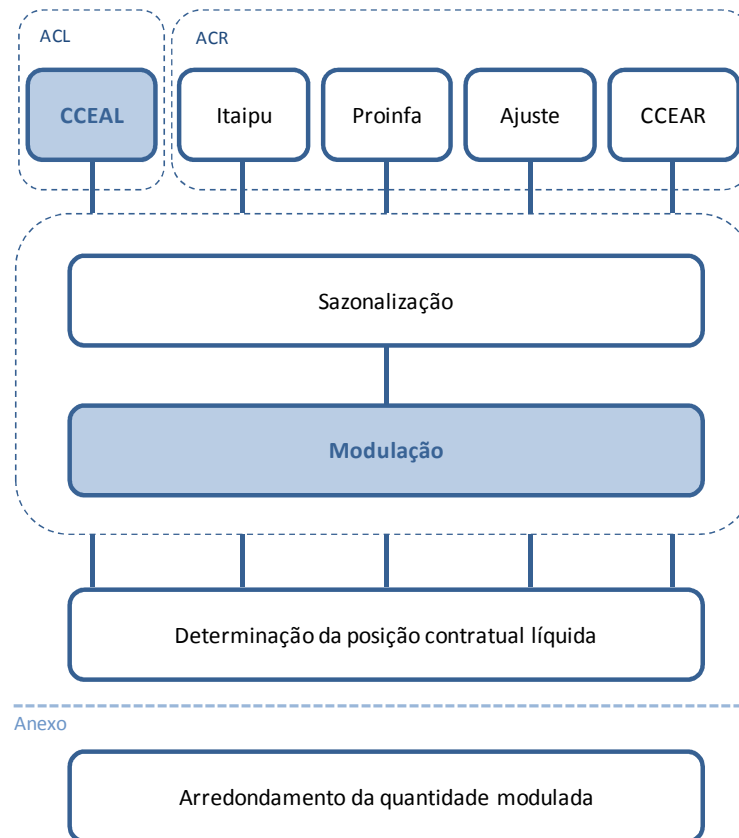 ACL
ACR
CCEAL
Itaipu
Proinfa
Ajuste
CCEAR
Sazonalização
Modulação
Determinação da posição contratual líquida
Anexo
Arredondamento da quantidade modulada